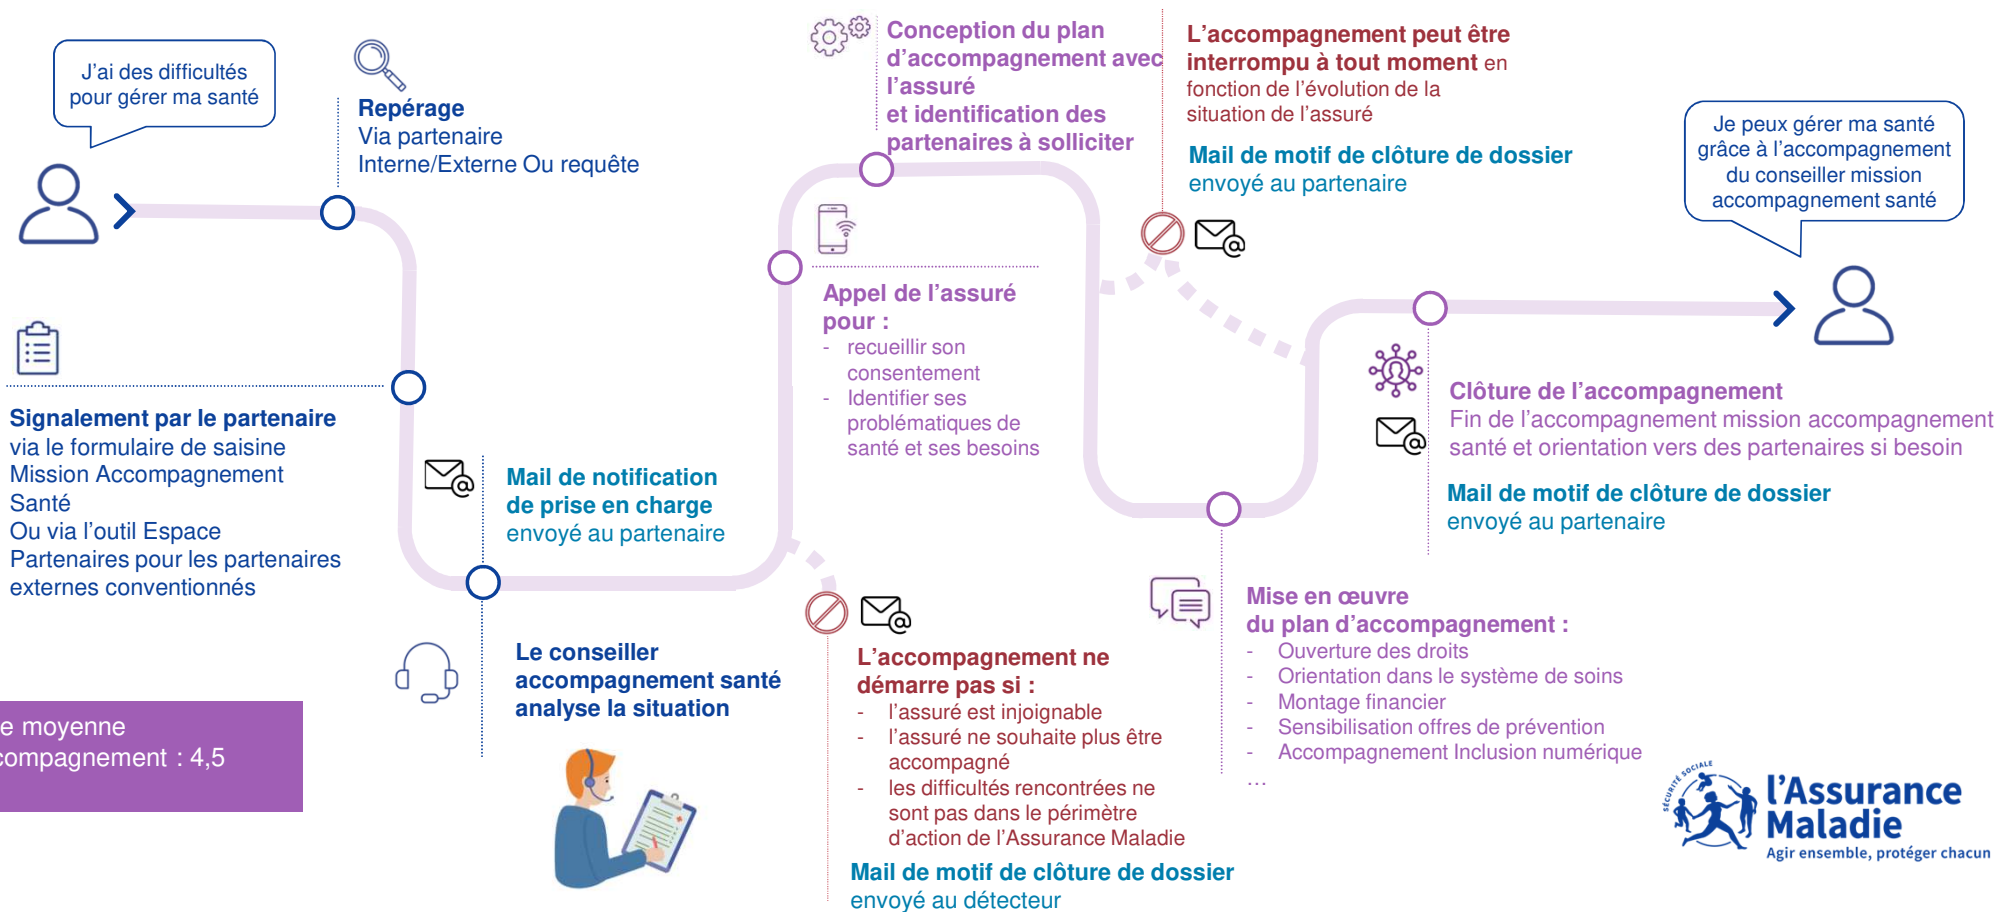 J'ai des difficultés
pour gérer ma santé
Repérage
Via partenaire
Interne/Externe Ou requête
Signalement par le partenaire
via le formulaire de saisine
Mission Accompagnement
Santé
Ou via l'outil Espace
Partenaires pour les partenaires
externes conventionnés
Mail de notification
de prise en charge
envoyé au partenaire
Le conseiller
accompagnement santé
analyse la situation
e moyenne
compagnement : 4,5
Conception du plan
d'accompagnement avec
l'assuré
et identification des
partenaires à solliciter
Appel de l'assuré
pour :
- recueillir son
consentement
- Identifier ses
problématiques de
santé et ses besoins
L'accompagnement ne
démarre pas si :
- l'assuré est injoignable
- l'assuré ne souhaite plus être
accompagné
- les difficultés rencontrées ne
sont pas dans le périmètre
d'action de l'Assurance Maladie
Mail de motif de clôture de dossier
envoyé au détecteur
L'accompagnement peut être
interrompu à tout moment en
fonction de l'évolution de la
situation de l'assuré
Mail de motif de clôture de dossier
envoyé au partenaire
Mise en œuvre
du plan d'accompagnement :
- Ouverture des droits
- Orientation dans le système de soins
- Montage financier
- Sensibilisation offres de prévention
- Accompagnement Inclusion numérique
…
Clôture de l'accompagnement
Fin de l'accompagnement mission accompagnement
santé et orientation vers des partenaires si besoin
Mail de motif de clôture de dossier
envoyé au partenaire
Je peux gérer ma santé
grâce à l'accompagnement
du conseiller mission
accompagnement santé
SÉCURITÉ SOCIALE
l'Assurance
Maladie
Agir ensemble, protéger chacun